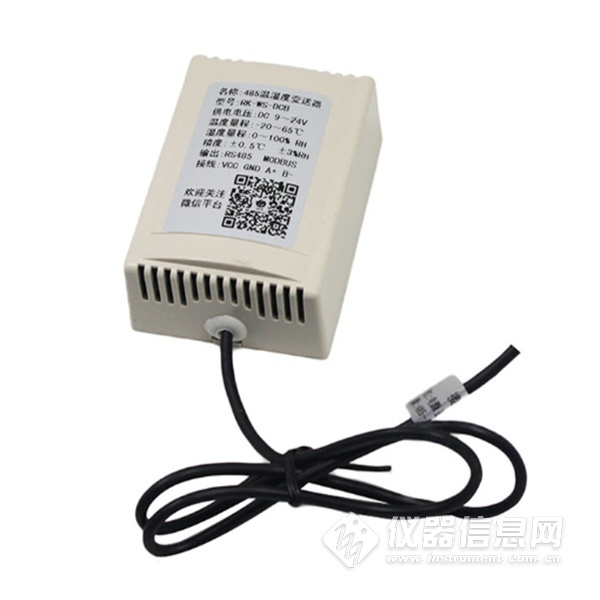 名称:485温湿度变送器
型号:RK-WS-DCB
供电电压:DC 9~24V
温度量程:-20~65℃
湿度量程:0~100% RH
精度:±0.5℃ ±3%RH
输出:RS485 MODBUS
接线:VCC GND A+ B-
欢迎关注
微信平台
仪器信息网
www.instrument.com.cn